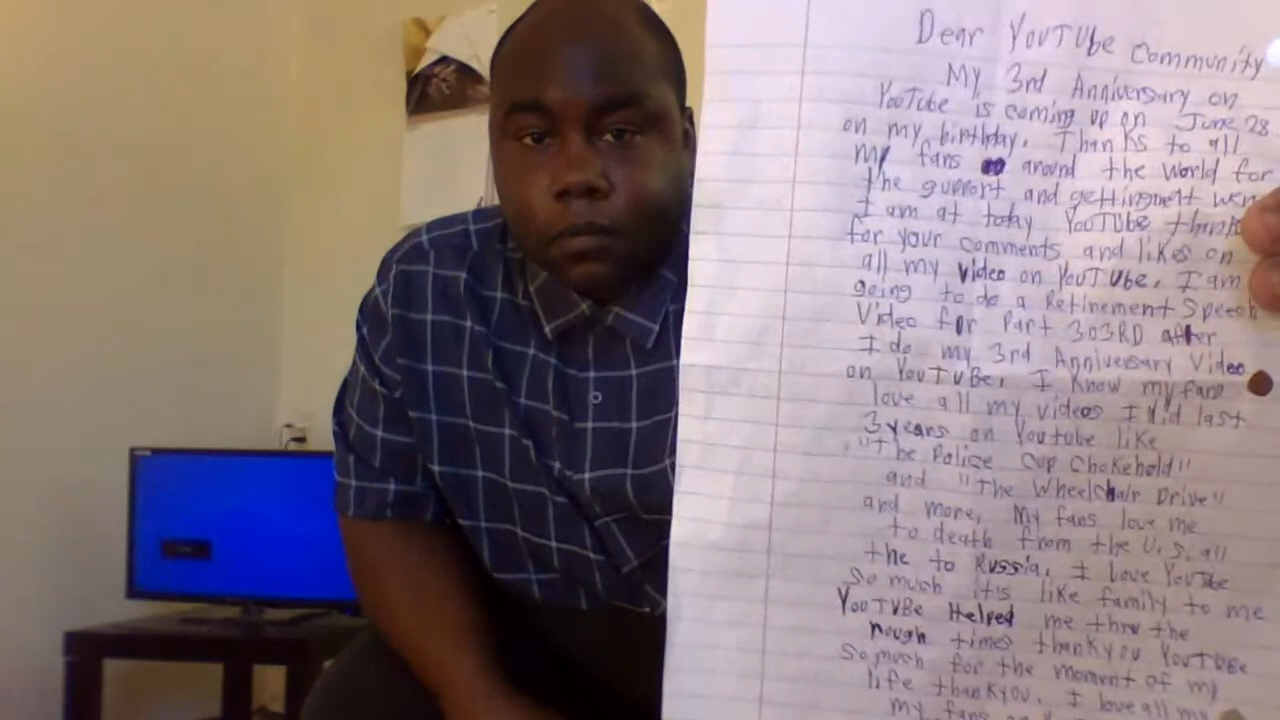 Dear YouTUbe Community
My 3rd Anniversary on
YouTube is coming up on June 28
on my birthday. Thanks to all
my fans around the world for
the support and
I am at today YouTUbe thank
for your comments and likes on
all my video on YouTUbe. I am
going to do a Retirement Speech
Video for Part 303RD after
I do my 3rd Anniversary Video
on YouTUBe. I know my fans
love all my videos I did last
3 years on Youtube like
"The Police Cop Chokehold"
and "The Wheelchair Drive"
and more, My fans love me
to death from the U.S. all
the to Russia, I love YouTube
so much it's like family to me
YouTUBe Helped me thru the
rough times thankyou YouTUBe
So much for the moment of my
life thankyou. I love all my
my fans